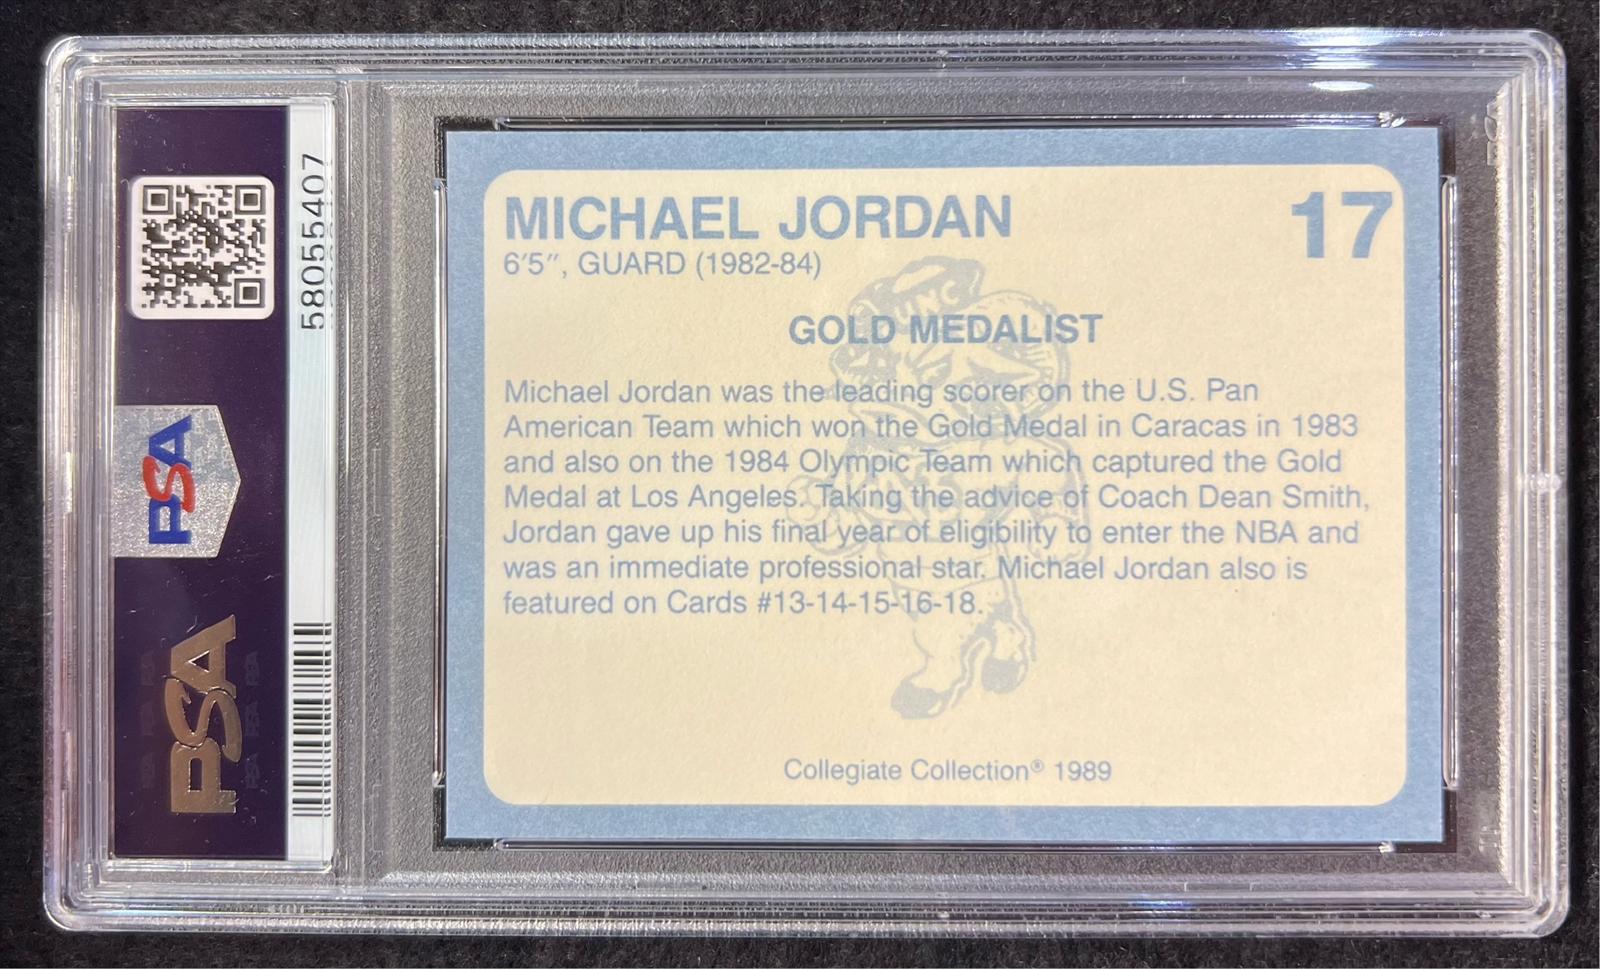 MICHAEL JORDAN
17
6'5", GUARD (1982-84)
UNC
GOLD MEDALIST
Michael Jordan was the leading scorer on the U.S. Pan
American Team which won the Gold Medal in Caracas in 1983
and also on the 1984 Olympic Team which captured the Gold
Medal at Los Angeles. Taking the advice of Coach Dean Smith,
Jordan gave up his final year of eligibility to enter the NBA and
was an immediate professional star. Michael Jordan also is
featured on Cards #13-14-15-16-18.
Collegiate Collection® 1989
58055407
PSA
PSA